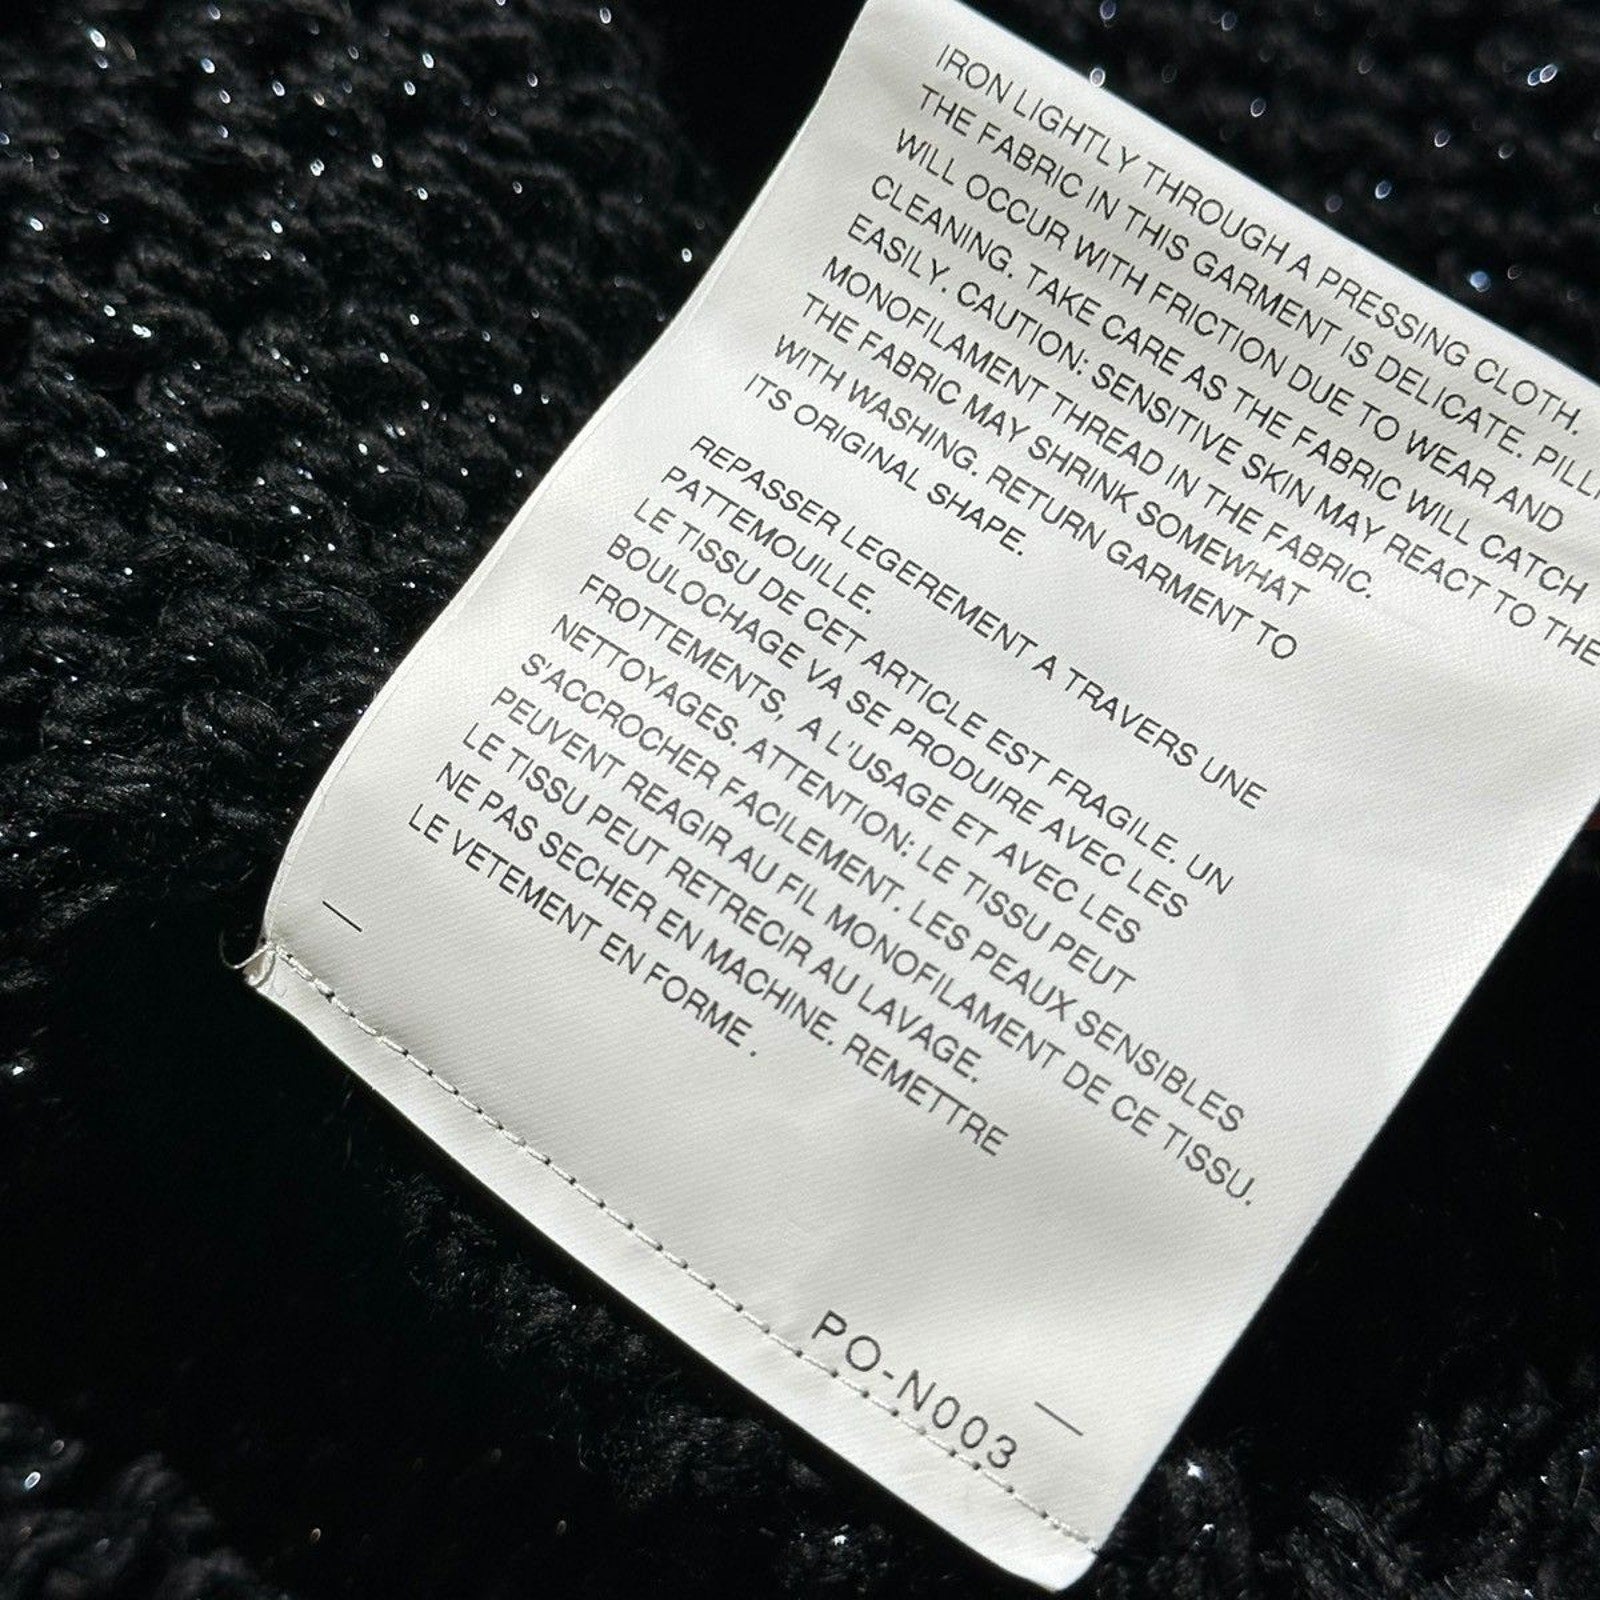 IRON LIGHTLY THROUGH A PRESSING CLOTH.
THE FABRIC IN THIS GARMENT IS DELICATE. PILLI
WILL OCCUR WITH FRICTION DUE TO WEAR AND
CLEANING. TAKE CARE AS THE FABRIC WILL CATCH
EASILY. CAUTION: SENSITIVE SKIN MAY REACT TO THE
MONOFILAMENT THREAD IN THE FABRIC.
THE FABRIC MAY SHRINK SOMEWHAT
WITH WASHING. RETURN GARMENT TO
ITS ORIGINAL SHAPE.
REPASSER LEGEREMENT A TRAVERS UNE
PATTEMOUILLE.
LE TISSU DE CET ARTICLE EST FRAGILE. UN
BOULOCHAGE VA SE PRODUIRE AVEC LES
FROTTEMENTS, A L'USAGE ET AVEC LES
NETTOYAGES. ATTENTION: LE TISSU PEUT
S'ACCROCHER FACILEMENT. LES PEAUX SENSIBLES
PEUVENT REAGIR AU FIL MONOFILAMENT DE CE TISSU.
LE TISSU PEUT RETRECIR AU LAVAGE.
NE PAS SECHER EN MACHINE. REMETTRE
LE VETEMENT EN FORME .
PO-N003